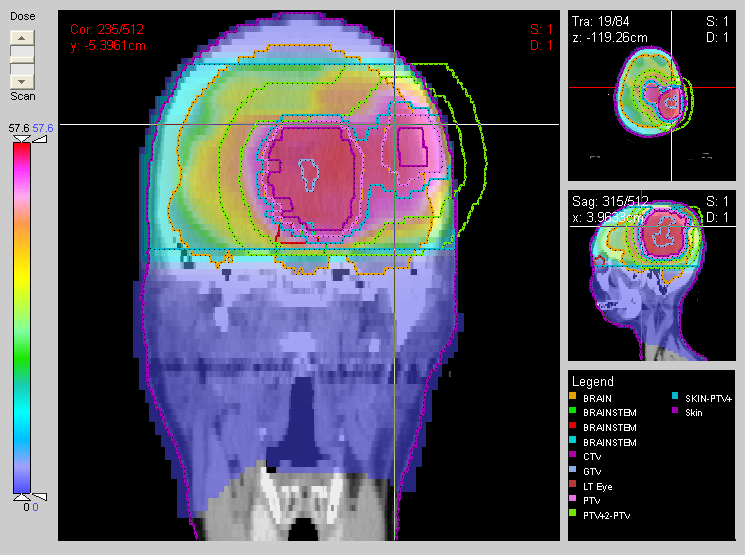 Dose
Scan
57.6 57.6
0 0
Cor: 235/512
y: -5.3961cm
S: 1
D: 1
Tra: 19/84
z: -119.26cm
S: 1
D: 1
Sag: 315/512
x: 3.9633cm
S: 1
D: 1
Legend
BRAIN
BRAINSTEM
BRAINSTEM
BRAINSTEM
CTv
GTv
LT Eye
PTv
PTV+2-PTv
SKIN-PTV+
Skin